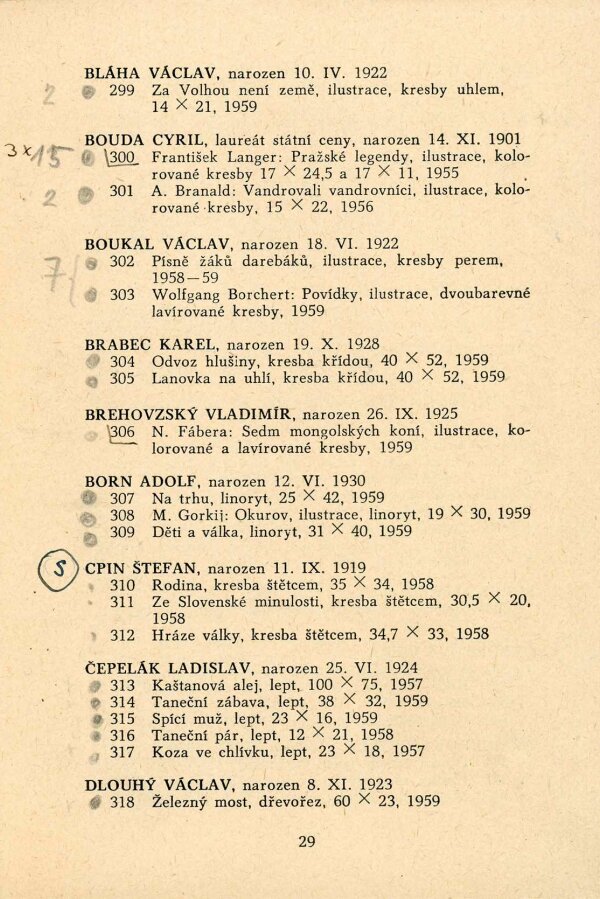 BLÁHA VÁCLAV, narozen 10. IV. 1922
2 299 Za Volhou není země, ilustrace, kresby uhlem,
14 × 21, 1959
BOUDA CYRIL, laureát státní ceny, narozen 14. XI. 1901
3× 15 300 František Langer: Pražské legendy, ilustrace, kolo-
rované kresby 17 × 24,5 a 17 × 11, 1955
2 301 A. Branald: Vandrovali vandrovníci, ilustrace, kolo-
rované kresby, 15 × 22, 1956
BOUKAL VÁCLAV, narozen 18. VI. 1922
7 302 Písně žáků darebáků, ilustrace, kresby perem,
1958—59
303 Wolfgang Borchert: Povídky, ilustrace, dvoubarevné
lavírované kresby, 1959
BRABEC KAREL, narozen 19. X. 1928
304 Odvoz hlušiny, kresba křídou, 40 × 52, 1959
305 Lanovka na uhlí, kresba křídou, 40 × 52, 1959
BREHOVZSKÝ VLADIMÍR, narozen 26. IX. 1925
306 N. Fábera: Sedm mongolských koní, ilustrace, ko-
lorované a lavírované kresby, 1959
BORN ADOLF, narozen 12. VI. 1930
307 Na trhu, linoryt, 25 × 42, 1959
308 M. Gorkij: Okurov, ilustrace, linoryt, 19 × 30, 1959
309 Děti a válka, linoryt, 31 × 40, 1959
S CPIN ŠTEFAN, narozen 11. IX. 1919
310 Rodina, kresba štětcem, 35 × 34, 1958
311 Ze Slovenské minulosti, kresba štětcem, 30,5 × 20,
1958
312 Hráze války, kresba štětcem, 34,7 × 33, 1958
ČEPELÁK LADISLAV, narozen 25. VI. 1924
313 Kaštanová alej, lept, 100 × 75, 1957
314 Taneční zábava, lept, 38 × 32, 1959
315 Spící muž, lept, 23 × 16, 1959
316 Taneční pár, lept, 12 × 21, 1958
317 Koza ve chlívku, lept, 23 × 18, 1957
DLOUHÝ VÁCLAV, narozen 8. XI. 1923
318 Železný most, dřevořez, 60 × 23, 1959
29